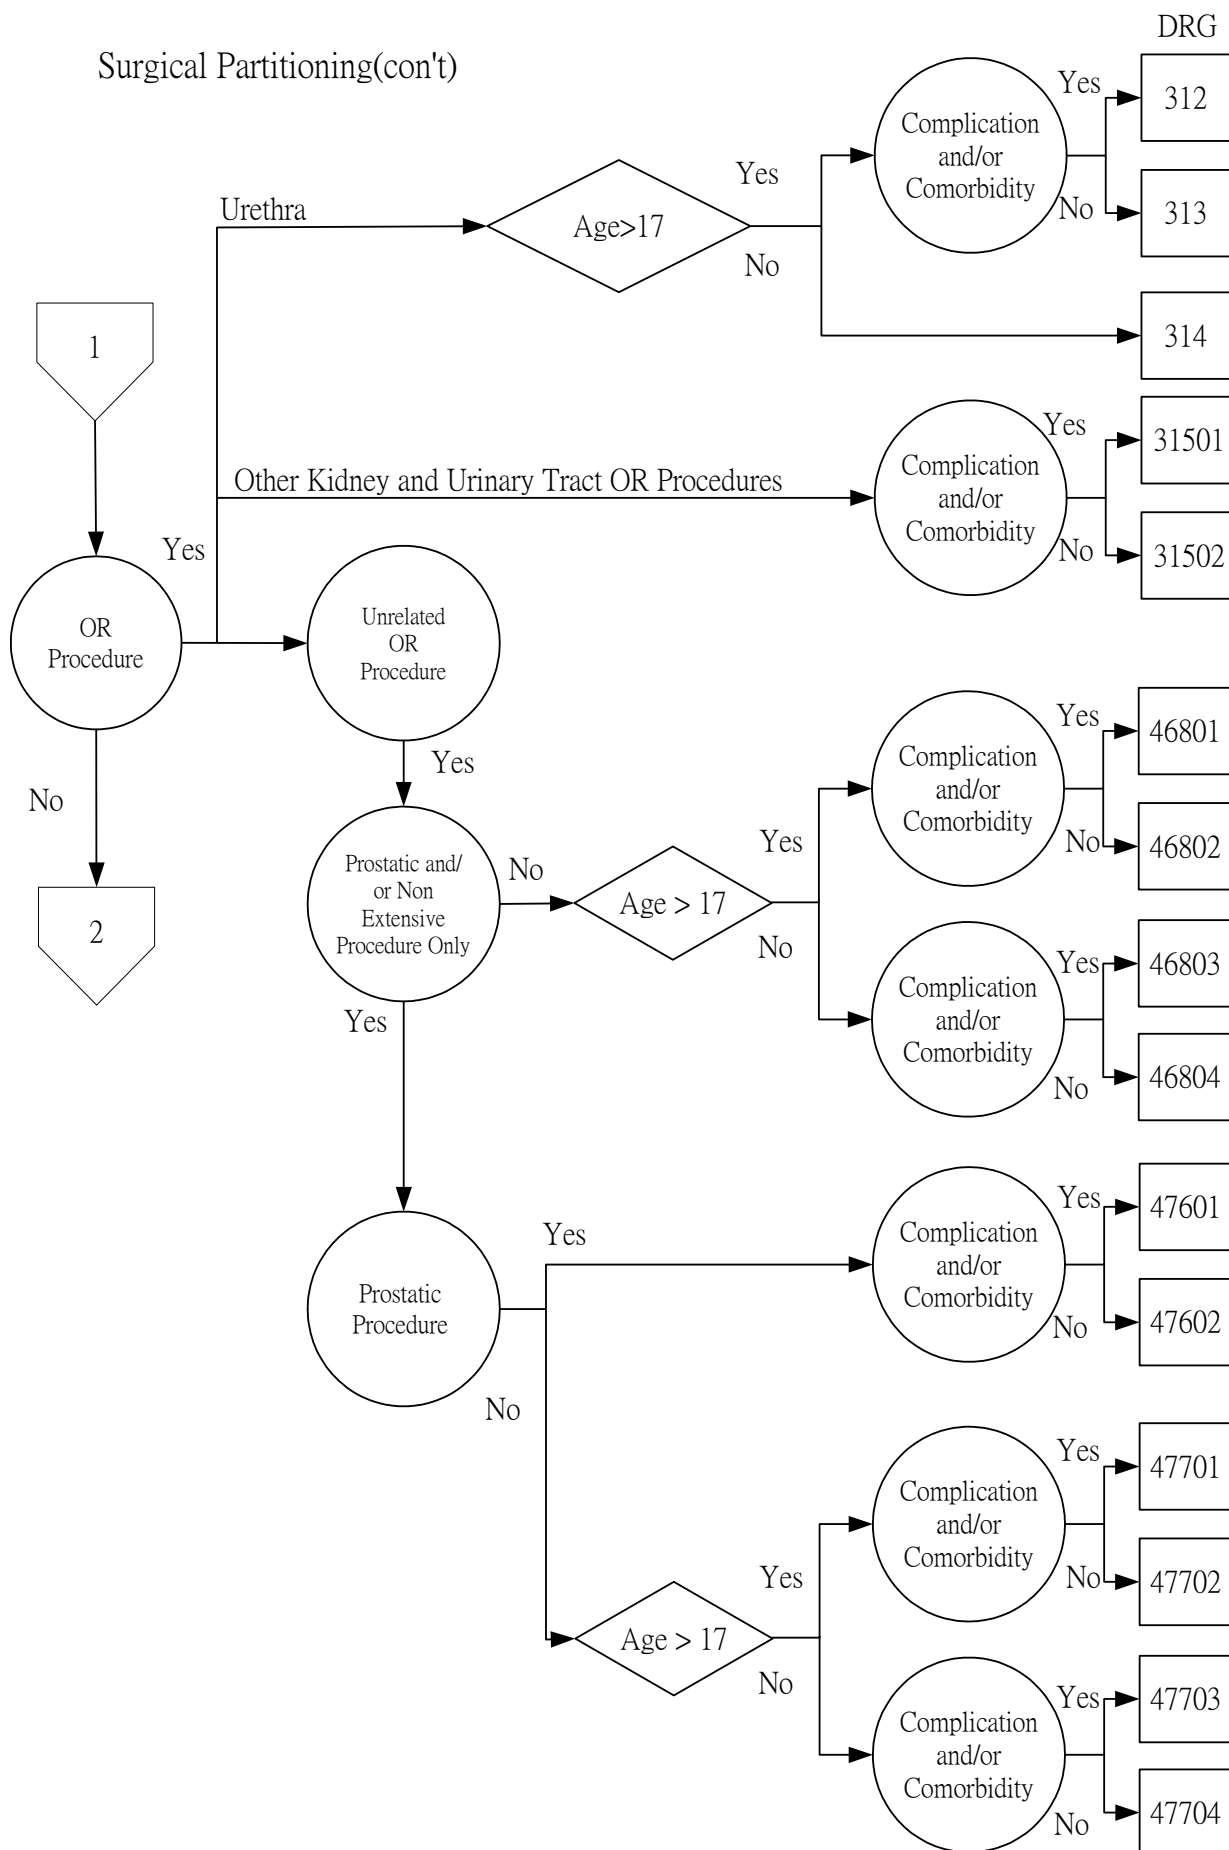 DRG
Surgical Partitioning(con't)
Yes
312
Complication
and/or
Comorbidity
No
313
Urethra
Age>17
Yes
No
314
1
Other Kidney and Urinary Tract OR Procedures
Complication
and/or
Comorbidity
Yes
31501
No
31502
OR
Procedure
Yes
No
2
Unrelated
OR
Procedure
Yes
Prostatic and/
or Non
Extensive
Procedure Only
No
Age > 17
Yes
No
Complication
and/or
Comorbidity
Yes
46801
No
46802
Complication
and/or
Comorbidity
Yes
46803
No
46804
Yes
Prostatic
Procedure
Yes
No
Complication
and/or
Comorbidity
Yes
47601
No
47602
Age > 17
Yes
No
Complication
and/or
Comorbidity
Yes
47701
No
47702
Complication
and/or
Comorbidity
Yes
47703
No
47704